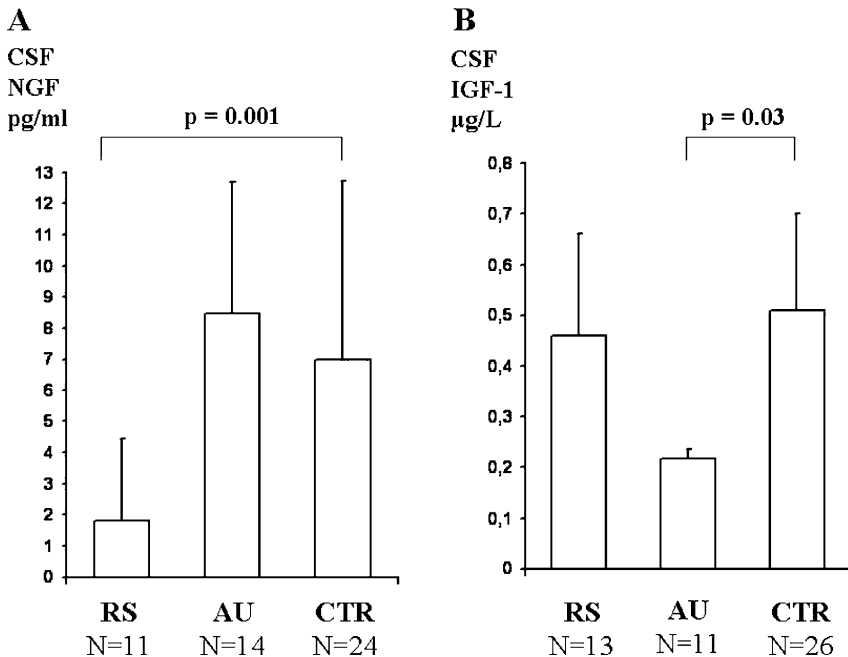 A
CSF
NGF
pg/ml
p = 0.001
13
12
11
10
9
8
7
6
5
4
3
2
1
0
RS AU CTR
N=11 N=14 N=24
B
CSF
IGF-1
µg/L
p = 0.03
0,8
0,7
0,6
0,5
0,4
0,3
0,2
0,1
0
RS AU CTR
N=13 N=11 N=26